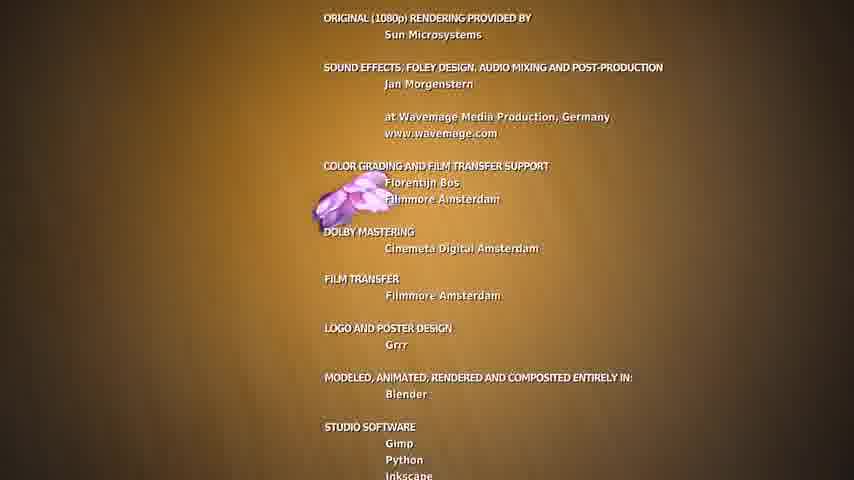 ORIGINAL (1080p) RENDERING PROVIDED BY
Sun Microsystems
SOUND EFFECTS, FOLEY DESIGN, AUDIO MIXING AND POST-PRODUCTION
Jan Morgenstern
at Wavemage Media Production, Germany
www.wavemage.com
COLOR GRADING AND FILM TRANSFER SUPPORT
Florentijn Bos
Filmmore Amsterdam
DOLBY MASTERING
Cinemeta Digital Amsterdam
FILM TRANSFER
Filmmore Amsterdam
LOGO AND POSTER DESIGN
Grrr
MODELED, ANIMATED, RENDERED AND COMPOSITED ENTIRELY IN:
Blender
STUDIO SOFTWARE
Gimp
Python
Inkscape